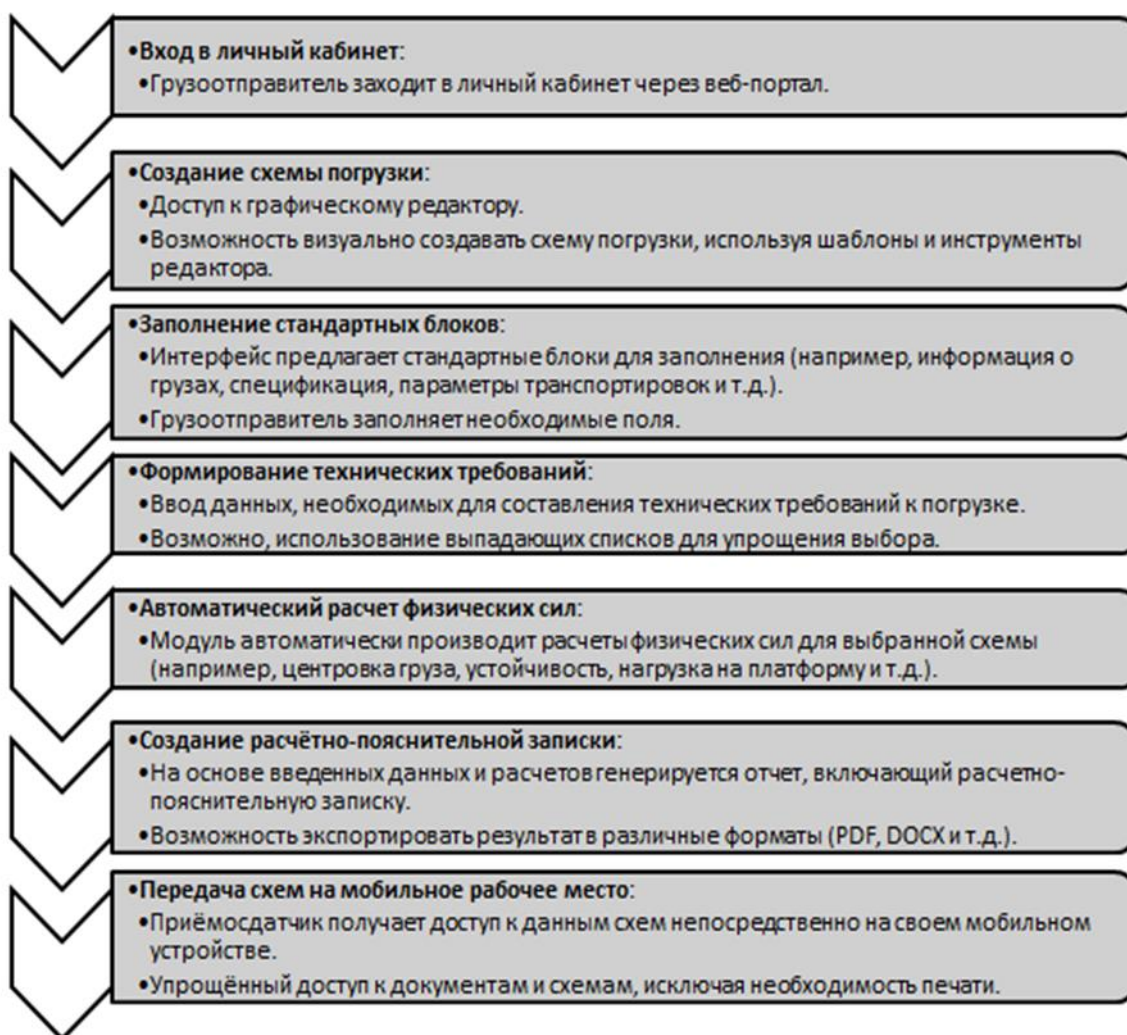 •Вход в личный кабинет:
•Грузоотправитель заходит в личный кабинет через веб-портал.
•Создание схемы погрузки:
•Доступ к графическому редактору.
•Возможность визуально создавать схему погрузки, используя шаблоны и инструменты
редактора.
•Заполнение стандартных блоков:
•Интерфейс предлагает стандартные блоки для заполнения (например, информация о
грузах, спецификация, параметры транспортировок и т.д.).
•Грузоотправитель заполняет необходимые поля.
•Формирование технических требований:
•Ввод данных, необходимых для составления технических требований к погрузке.
•Возможно, использование выпадающих списков для упрощения выбора.
•Автоматический расчет физических сил:
•Модуль автоматически производит расчеты физических сил для выбранной схемы
(например, центровка груза, устойчивость, нагрузка на платформу и т.д.).
•Создание расчётно-пояснительной записки:
•На основе введенных данных и расчетов генерируется отчет, включающий расчетно-
пояснительную записку.
•Возможность экспортировать результат в различные форматы (PDF, DOCX и т.д.).
•Передача схем на мобильное рабочее место:
•Приёмосдатчик получает доступ к данным схем непосредственно на своем мобильном
устройстве.
•Упрощённый доступ к документам и схемам, исключая необходимость печати.